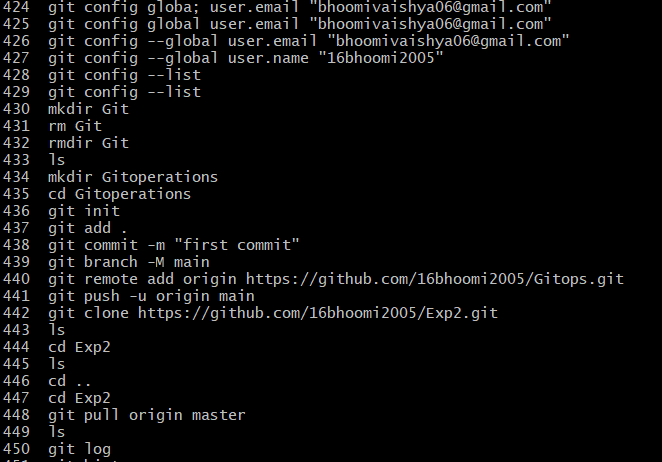 424 git config globa; user.email "bhoomivaishya06@gmail.com"
425 git config global user.email "bhoomivaishya06@gmail.com"
426 git config --global user.email "bhoomivaishya06@gmail.com"
427 git config --global user.name "16bhoomi2005"
428 git config --list
429 git config --list
430 mkdir Git
431 rm Git
432 rmdir Git
433 ls
434 mkdir Gitoperations
435 cd Gitoperations
436 git init
437 git add .
438 git commit -m "first commit"
439 git branch -M main
440 git remote add origin https://github.com/16bhoomi2005/Gitops.git
441 git push -u origin main
442 git clone https://github.com/16bhoomi2005/Exp2.git
443 ls
444 cd Exp2
445 ls
446 cd ..
447 cd Exp2
448 git pull origin master
449 ls
450 git log